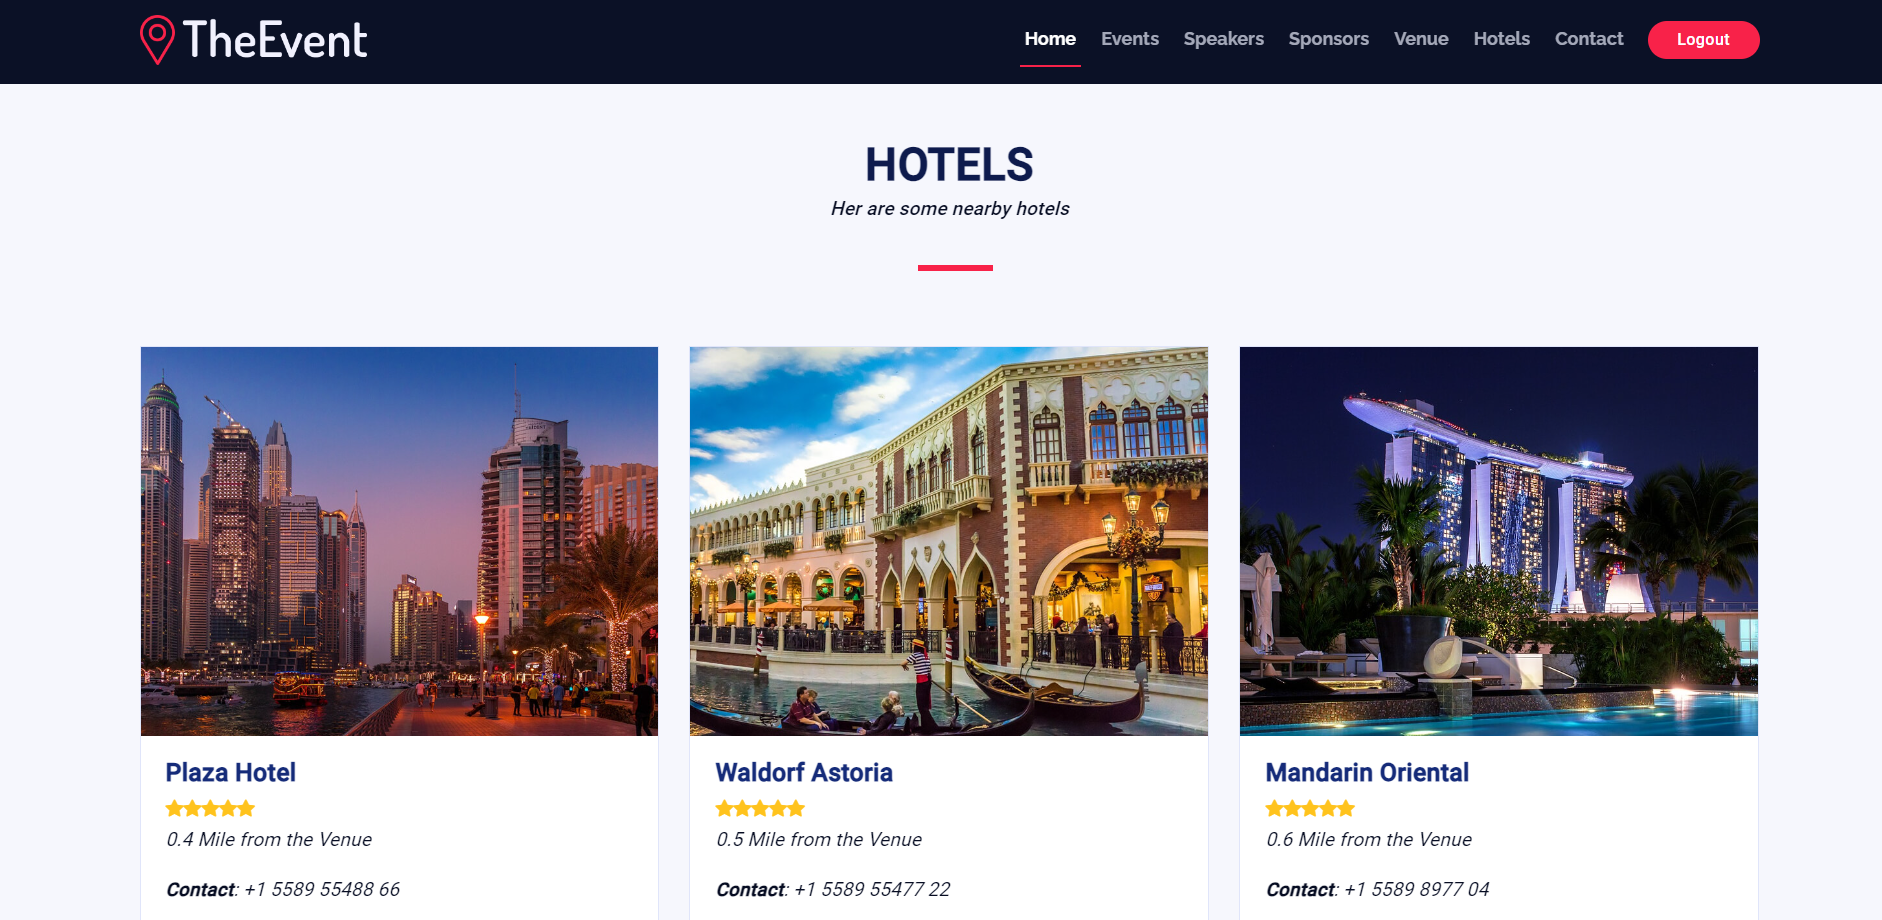 TheEvent
Home Events Speakers Sponsors Venue Hotels Contact Logout
HOTELS
Her are some nearby hotels
Plaza Hotel
0.4 Mile from the Venue
Contact: +1 5589 55488 66
Waldorf Astoria
0.5 Mile from the Venue
Contact: +1 5589 55477 22
Mandarin Oriental
0.6 Mile from the Venue
Contact: +1 5589 8977 04